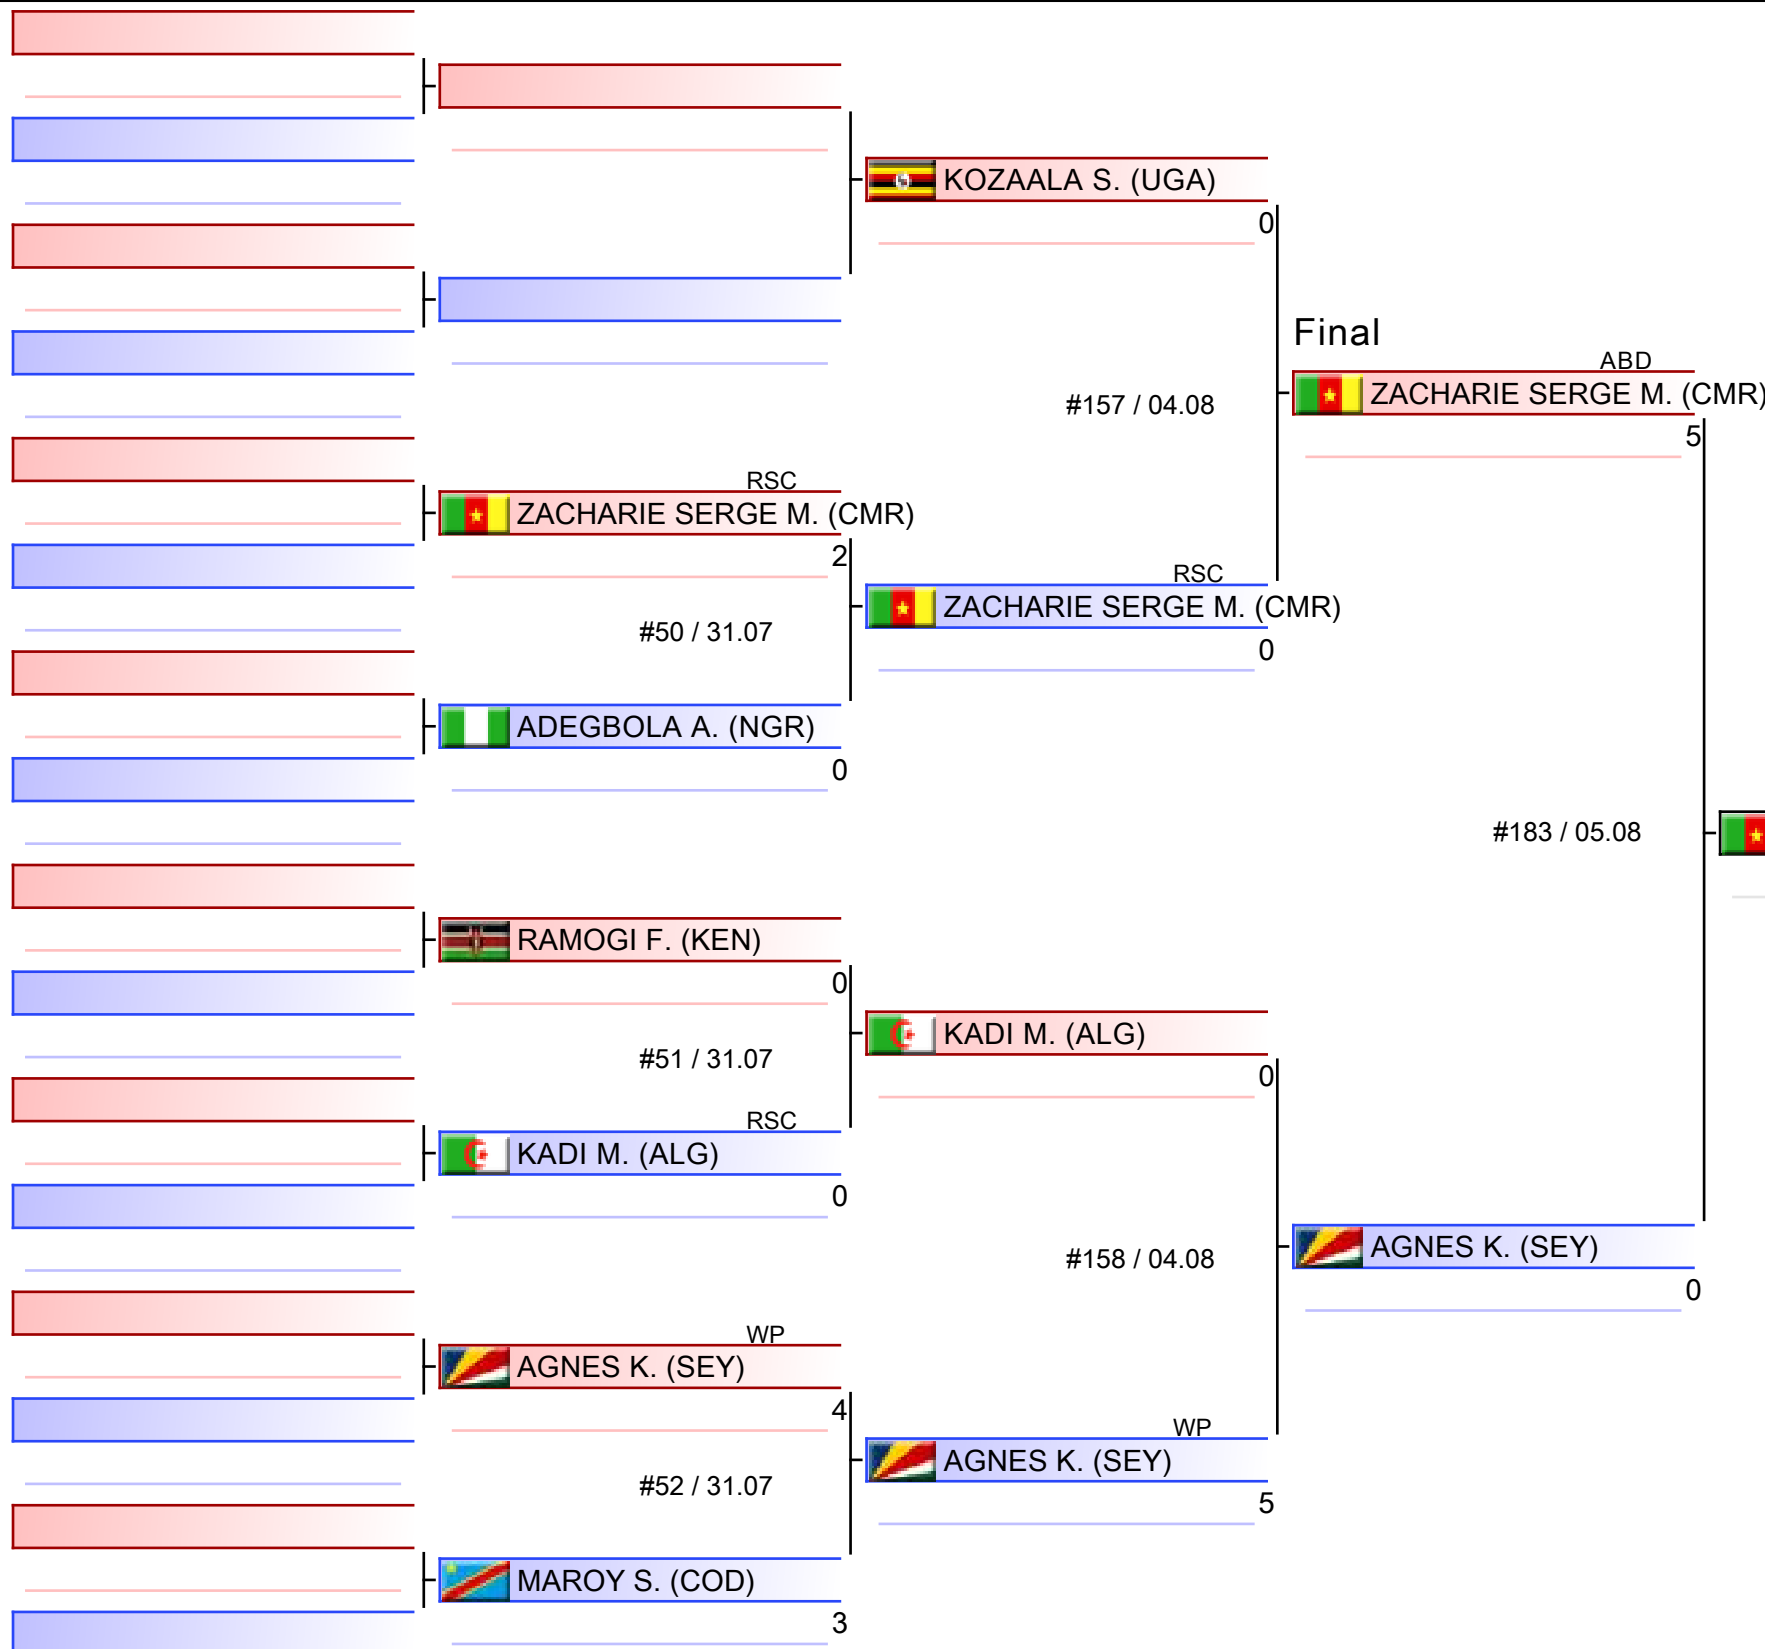 KOZAALA S. (UGA)
0
Final
ABD
#157 / 04.08
ZACHARIE SERGE M. (CMR)
5
RSC
ZACHARIE SERGE M. (CMR)
2
RSC
ZACHARIE SERGE M. (CMR)
0
#50 / 31.07
ADEGBOLA A. (NGR)
0
#183 / 05.08
RAMOGI F. (KEN)
0
KADI M. (ALG)
0
#51 / 31.07
RSC
KADI M. (ALG)
0
#158 / 04.08
AGNES K. (SEY)
0
WP
AGNES K. (SEY)
4
WP
AGNES K. (SEY)
5
#52 / 31.07
MAROY S. (COD)
3